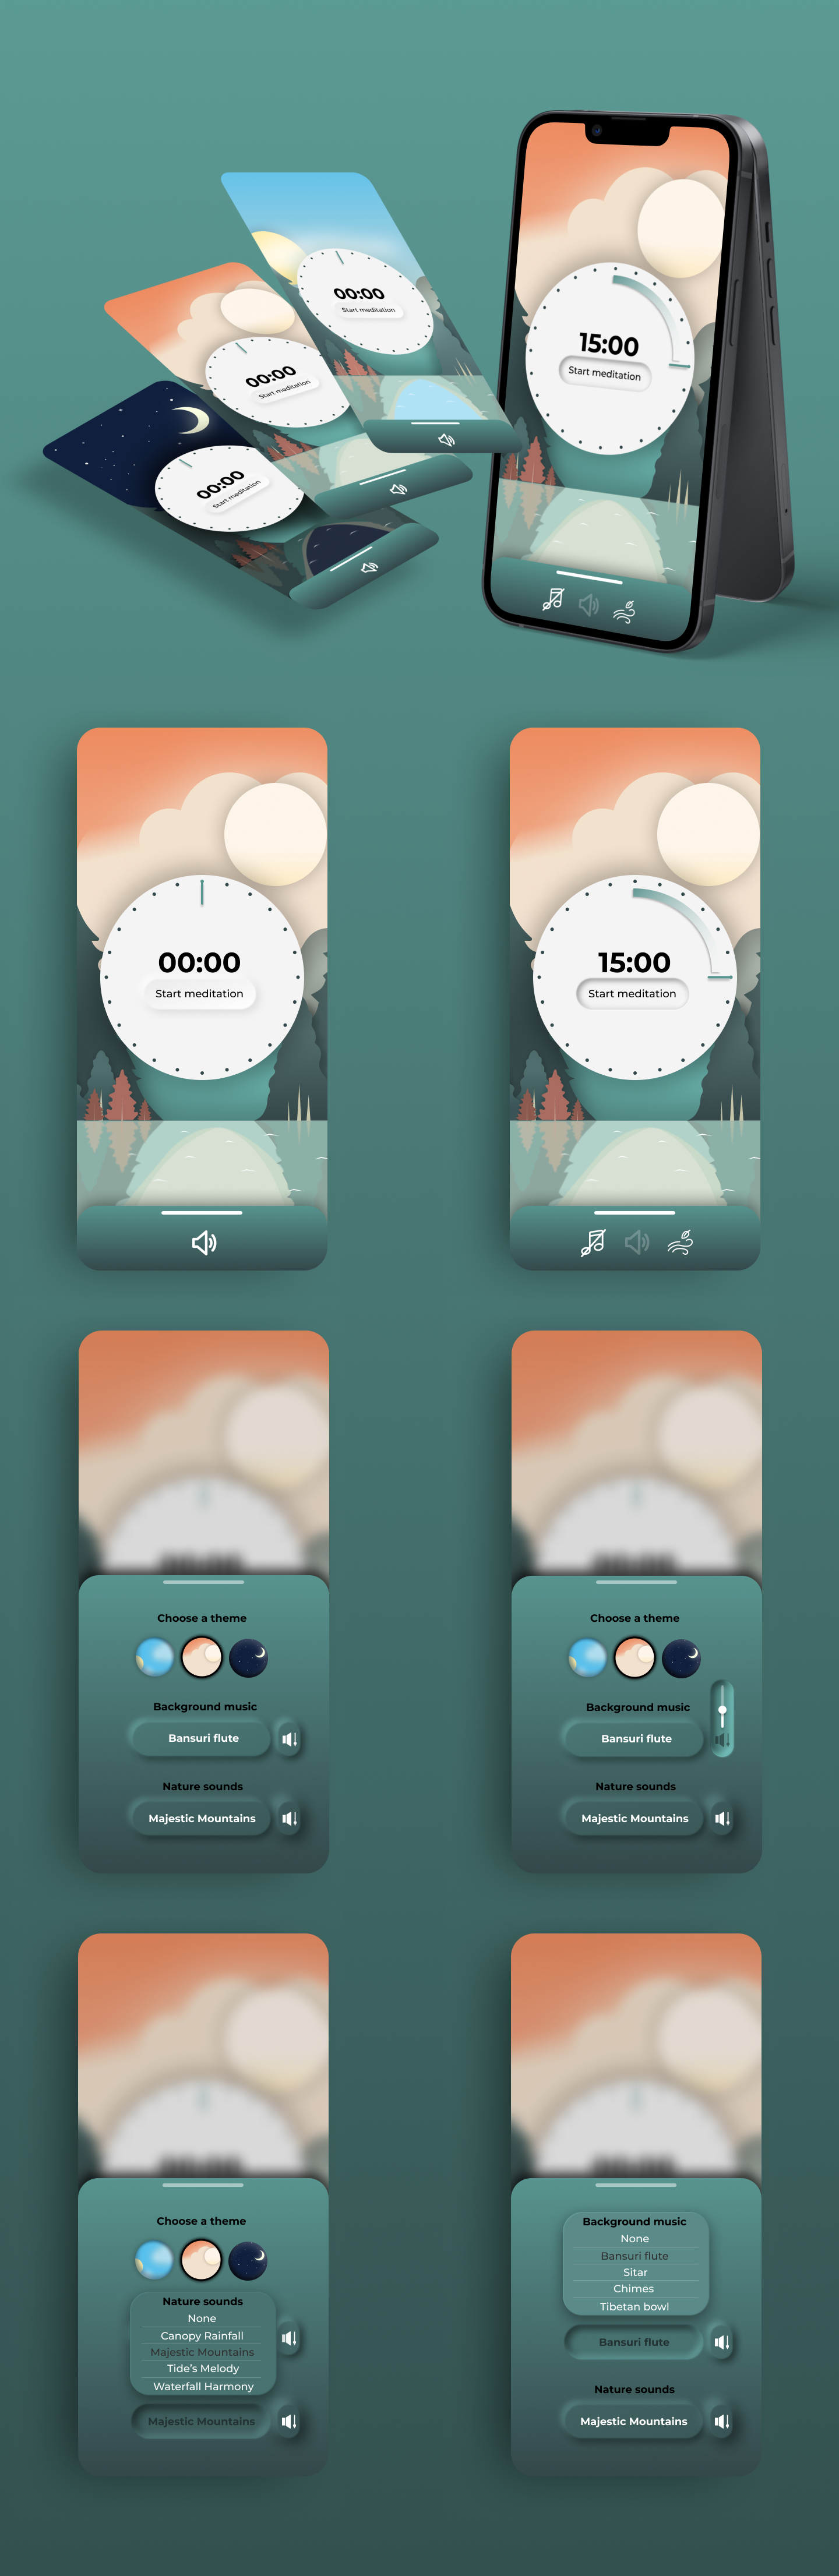 00:00
Start meditation
00:00
Start meditation
00:00
Start meditation
15:00
Start meditation
00:00
Start meditation
15:00
Start meditation
Choose a theme
Background music
Bansuri flute
Nature sounds
Majestic Mountains
Choose a theme
Background music
Bansuri flute
Nature sounds
Majestic Mountains
Choose a theme
Nature sounds
None
Canopy Rainfall
Majestic Mountains
Tide's Melody
Waterfall Harmony
Majestic Mountains
Background music
None
Bansuri flute
Sitar
Chimes
Tibetan bowl
Bansuri flute
Nature sounds
Majestic Mountains